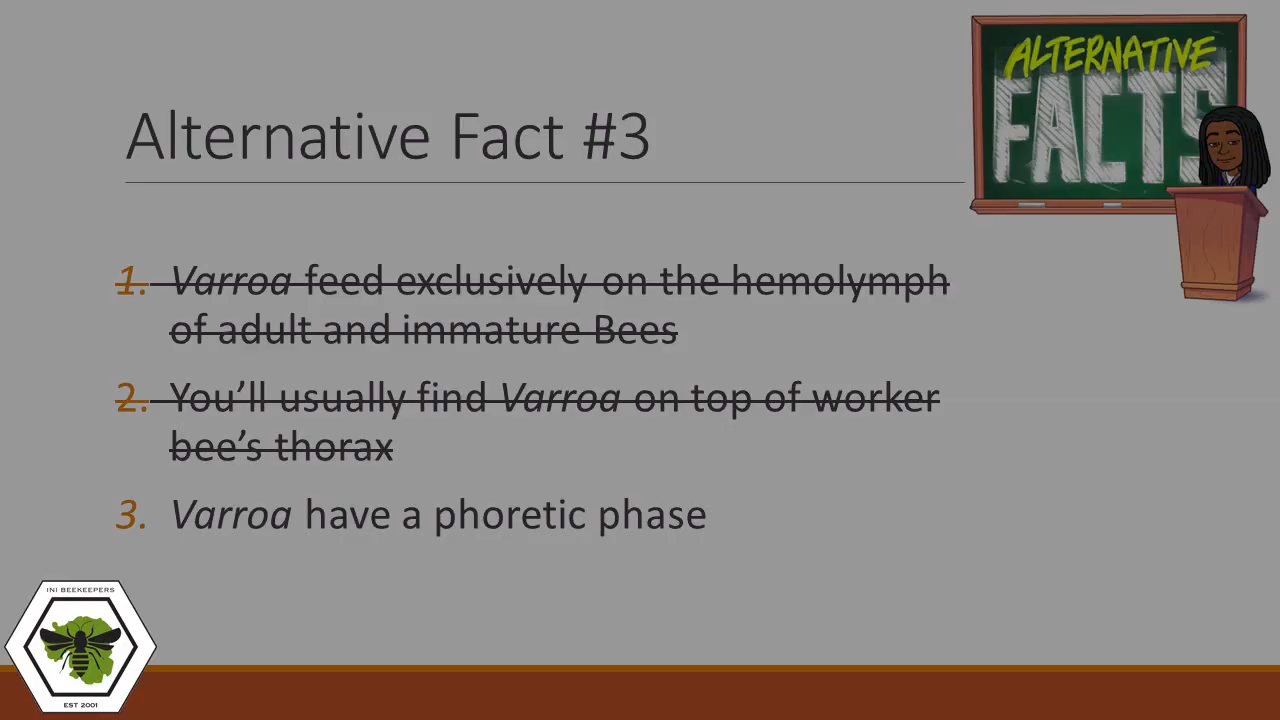 ALTERNATIVE
FACTS
Alternative Fact #3
1. Varroa feed exclusively on the hemolymph
of adult and immature Bees
2. You'll usually find Varroa on top of worker
bee's thorax
3. Varroa have a phoretic phase
INI BEEKEEPERS
EST 2001